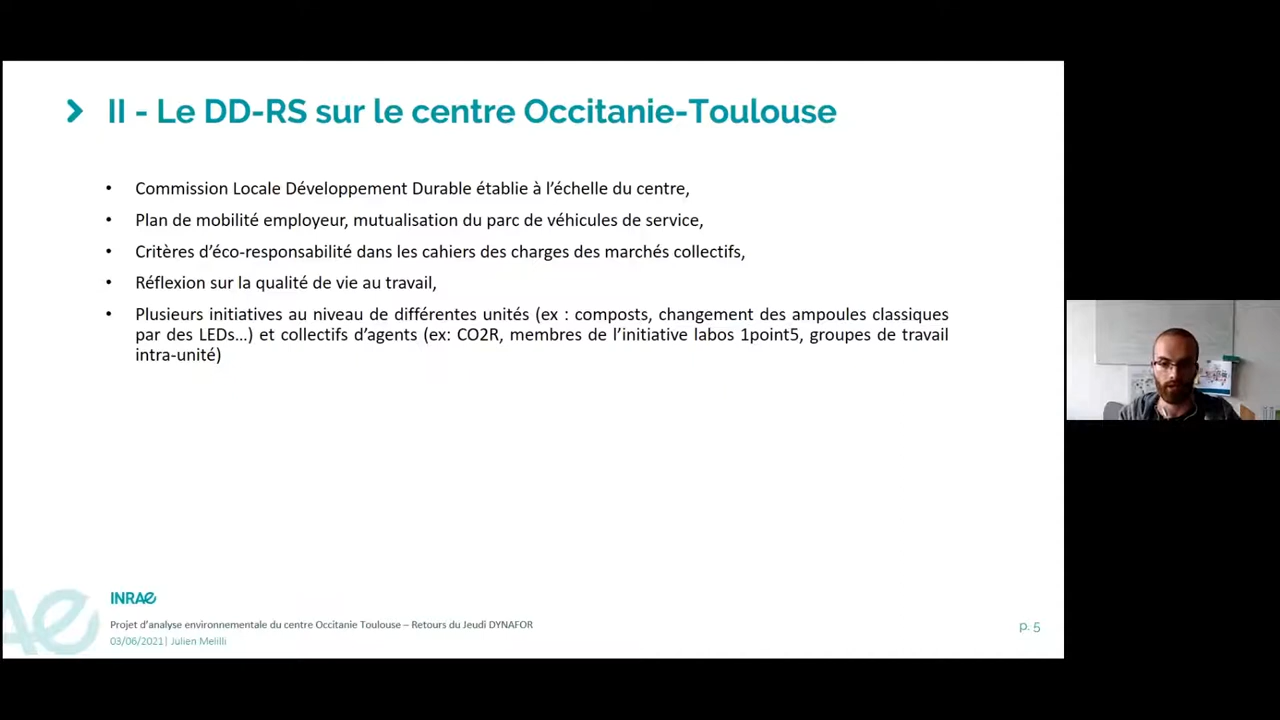 II - Le DD-RS sur le centre Occitanie-Toulouse
• Commission Locale Développement Durable établie à l’échelle du centre,
• Plan de mobilité employeur, mutualisation du parc de véhicules de service,
• Critères d’éco-responsabilité dans les cahiers des charges des marchés collectifs,
• Réflexion sur la qualité de vie au travail,
• Plusieurs initiatives au niveau de différentes unités (ex : composts, changement des ampoules classiques
par des LEDs…) et collectifs d’agents (ex: CO2R, membres de l’initiative labos 1point5, groupes de travail
intra-unité)
INRAE
Projet d’analyse environnementale du centre Occitanie Toulouse – Retours du Jeudi DYNAFOR
03/06/2021| Julien Melilli
p. 5